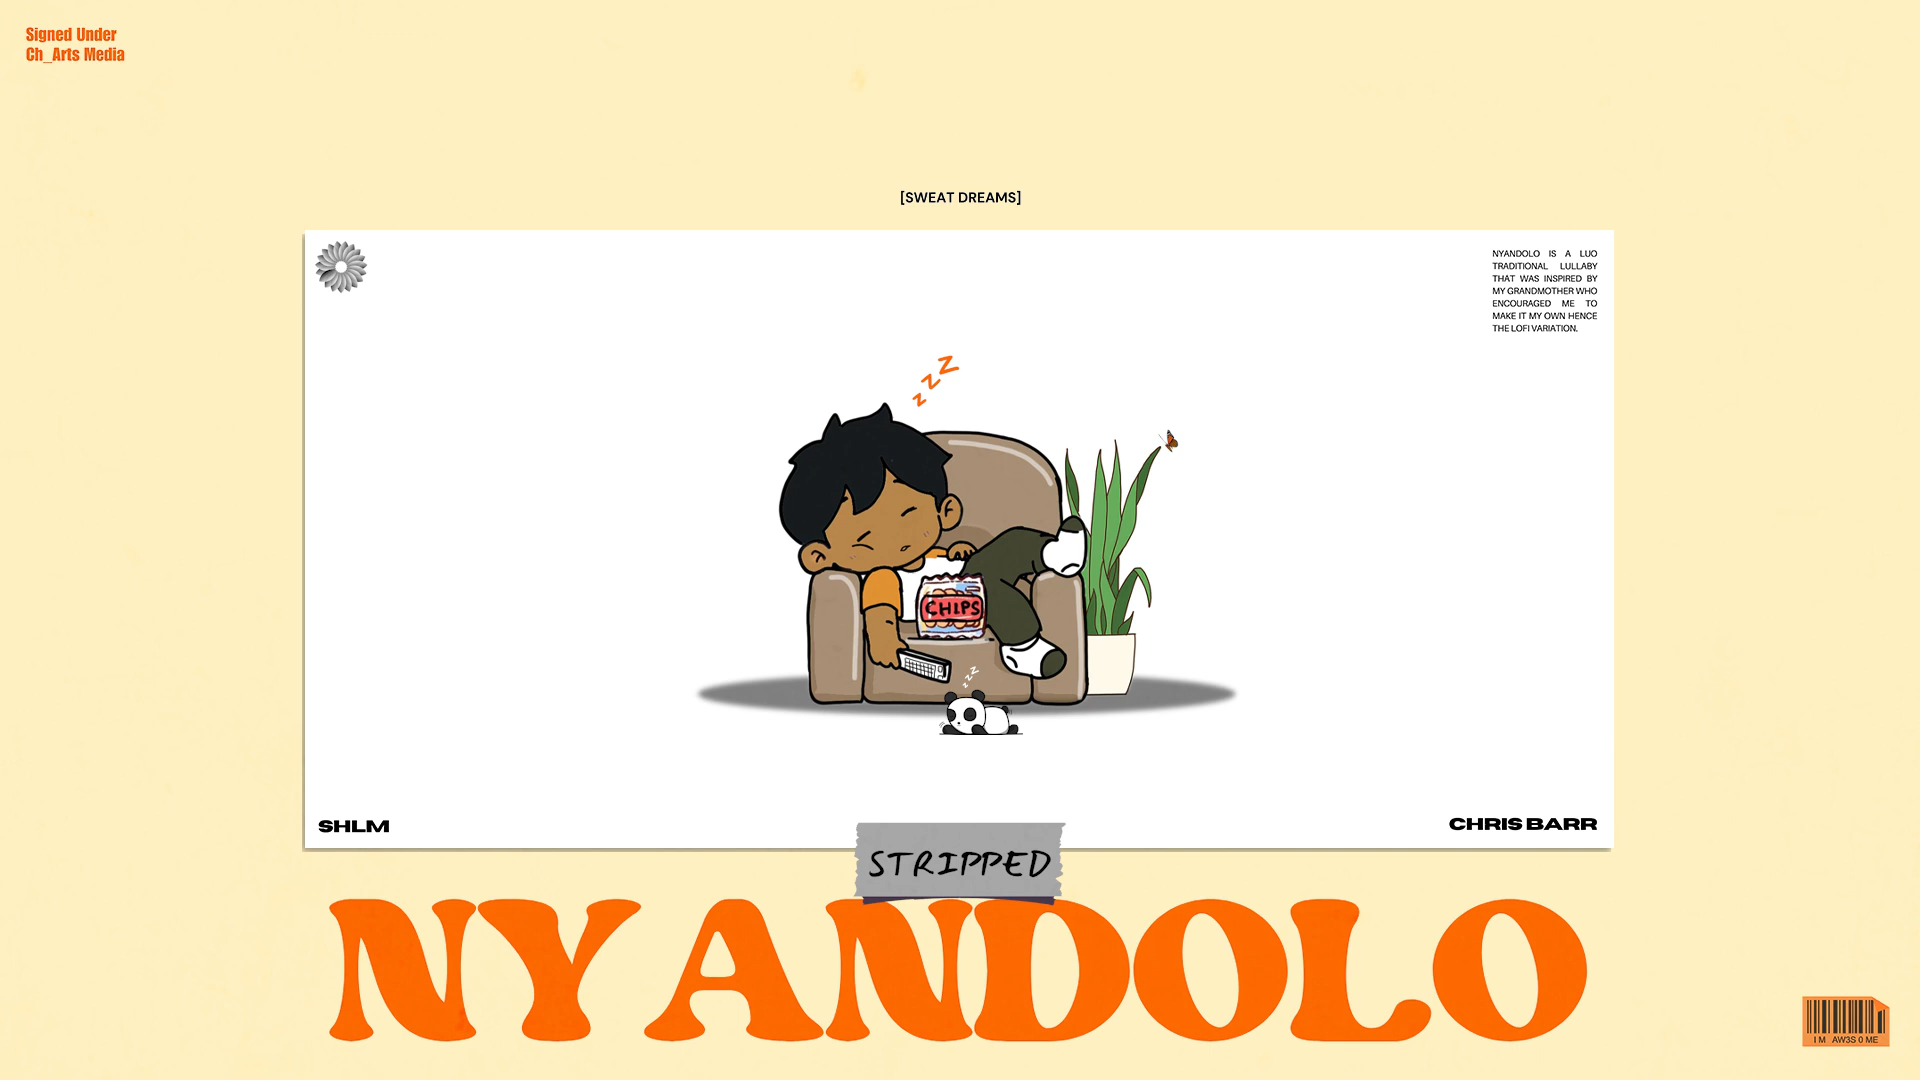 Signed Under
Ch_Arts Media
[SWEAT DREAMS]
NYANDOLO IS A LUO
TRADITIONAL LULLABY
THAT WAS INSPIRED BY
MY GRANDMOTHER WHO
ENCOURAGED ME TO
MAKE IT MY OWN HENCE
THE LOFI VARIATION.
z z Z
CHIPS
z z Z
SHLM
CHRIS BARR
STRIPPED
NYANDOLO
I M AW3S 0 ME